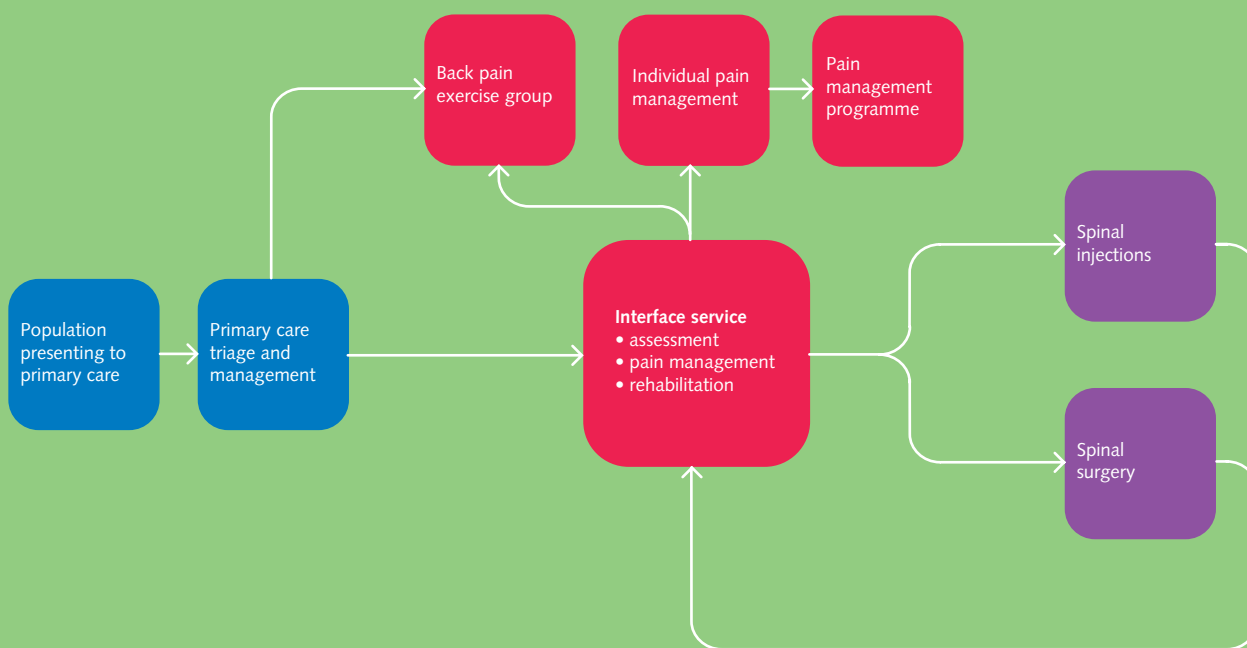 Back pain
exercise group
Individual pain
management
Pain
management
programme
Spinal
injections
Population
presenting to
primary care
Primary care
triage and
management
Interface service
• assessment
• pain management
• rehabilitation
Spinal
surgery